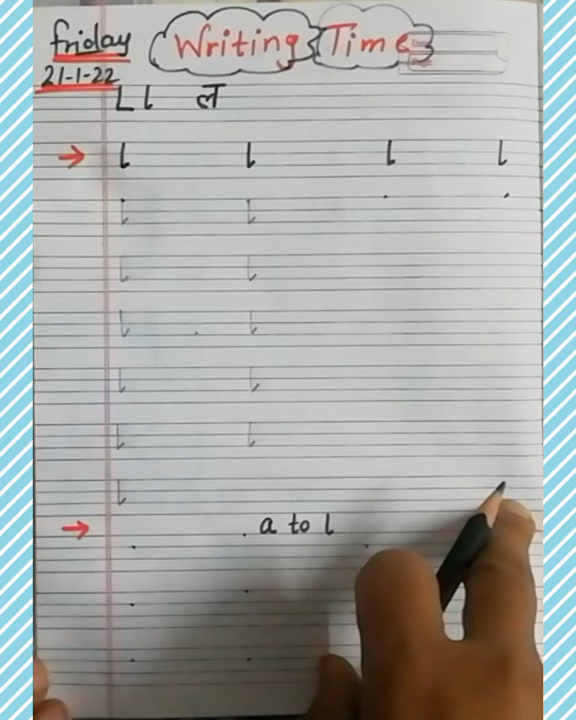 friday Writing Time
21-1-22
L l ल
→ l l l l
l l
l l
l l
l l
l l
l
→ a to l